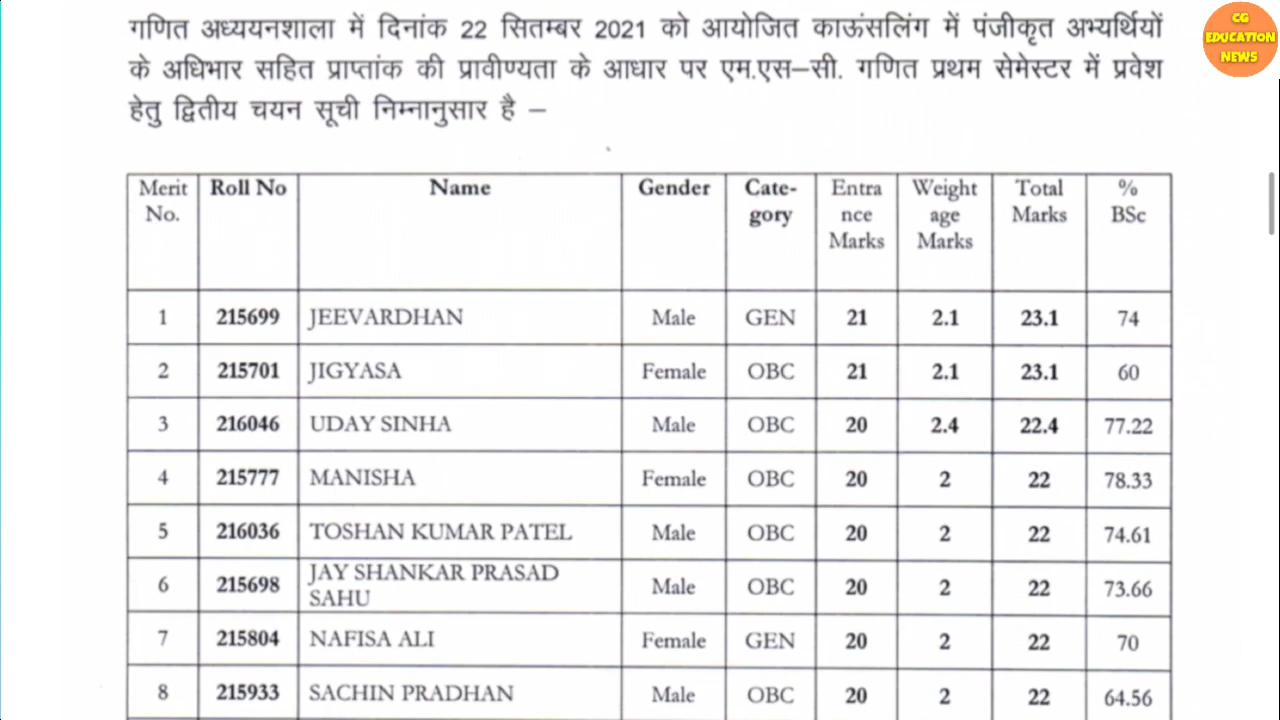 गणित अध्ययनशाला में दिनांक 22 सितम्बर 2021 को आयोजित काऊंसलिंग में पंजीकृत अभ्यर्थियों
के अधिभार सहित प्राप्तांक की प्रावीण्यता के आधार पर एम.एस–सी. गणित प्रथम सेमेस्टर में प्रवेश
हेतु द्वितीय चयन सूची निम्नानुसार है –
CG
EDUCATION
NEWS
Merit No. Roll No Name Gender Cate-gory Entra nce Marks Weight age Marks Total Marks % BSc
1 215699 JEEVARDHAN Male GEN 21 2.1 23.1 74
2 215701 JIGYASA Female OBC 21 2.1 23.1 60
3 216046 UDAY SINHA Male OBC 20 2.4 22.4 77.22
4 215777 MANISHA Female OBC 20 2 22 78.33
5 216036 TOSHAN KUMAR PATEL Male OBC 20 2 22 74.61
6 215698 JAY SHANKAR PRASAD SAHU Male OBC 20 2 22 73.66
7 215804 NAFISA ALI Female GEN 20 2 22 70
8 215933 SACHIN PRADHAN Male OBC 20 2 22 64.56